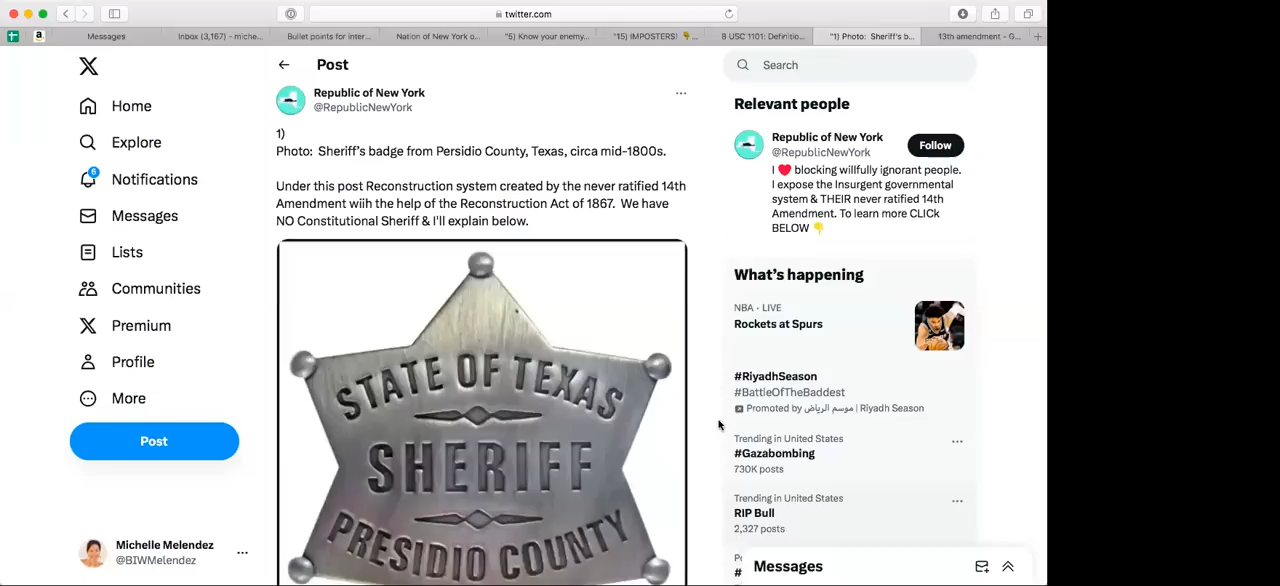 twitter.com
Messages
Inbox (3,167) - miche...
Bullet points for inter...
Nation of New York o...
"5) Know your enemy...
"15) IMPOSTERS! 👇...
8 USC 1101: Definitio...
"1) Photo: Sheriff's b...
13th amendment - G...
Home
Explore
6
Notifications
Messages
Lists
Communities
Premium
Profile
More
Post
Michelle Melendez
@BIWMelendez
Post
Republic of New York
@RepublicNewYork
1)
Photo: Sheriff's badge from Persidio County, Texas, circa mid-1800s.
Under this post Reconstruction system created by the never ratified 14th
Amendment wiih the help of the Reconstruction Act of 1867. We have
NO Constitutional Sheriff & I'll explain below.
STATE OF TEXAS
SHERIFF
PRESIDIO COUNTY
Search
Relevant people
Republic of New York
@RepublicNewYork
Follow
I ❤️ blocking willfully ignorant people.
I expose the Insurgent governmental
system & THEIR never ratified 14th
Amendment. To learn more CLICk
BELOW 👇
What's happening
NBA · LIVE
Rockets at Spurs
#RiyadhSeason
#BattleOfTheBaddest
Promoted by موسم الرياض | Riyadh Season
Trending in United States
#Gazabombing
730K posts
Trending in United States
RIP Bull
2,327 posts
Messages